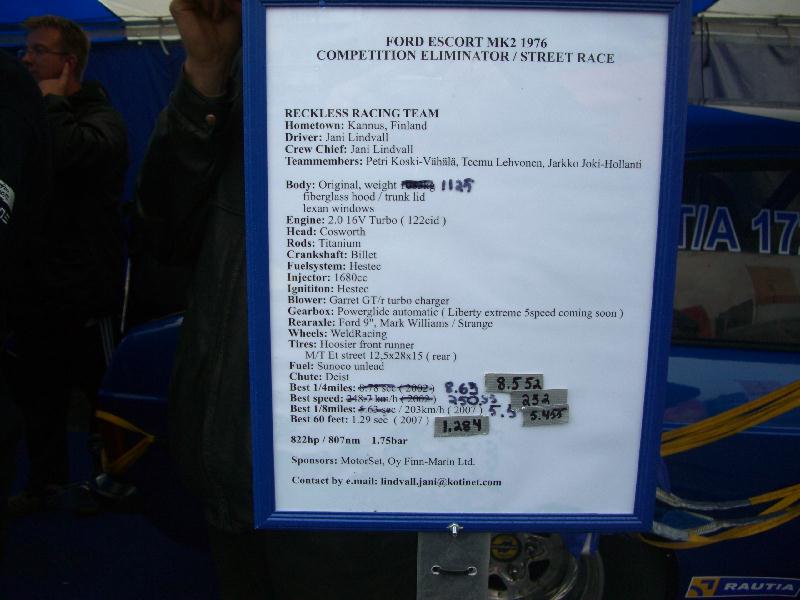 FORD ESCORT MK2 1976
COMPETITION ELIMINATOR / STREET RACE
RECKLESS RACING TEAM
Hometown: Kannus, Finland
Driver: Jani Lindvall
Crew Chief: Jani Lindvall
Teammembers: Petri Koski-Vähälä, Teemu Lehvonen, Jarkko Joki-Hollanti
Body: Original, weight 1125
fiberglass hood / trunk lid
lexan windows
Engine: 2.0 16V Turbo ( 122cid )
Head: Cosworth
Rods: Titanium
Crankshaft: Billet
Fuelsystem: Hestec
Injector: 1680cc
Ignititon: Hestec
Blower: Garret GT/r turbo charger
Gearbox: Powerglide automatic ( Liberty extreme 5speed coming soon )
Rearaxle: Ford 9", Mark Williams / Strange
Wheels: WeldRacing
Tires: Hoosier front runner
M/T Et street 12,5x28x15 ( rear )
Fuel: Sunoco unlead
Chute: Deist
Best 1/4miles: 8.78 sec ( 2002 ) 8.63 8.552
Best speed: 248.7 km/h ( 2002 ) 252
Best 1/8miles: 5.63 sec / 203km/h ( 2007 ) 5.5 5.455
Best 60 feet: 1.29 sec ( 2007 ) 1.284
822hp / 807nm 1.75bar
Sponsors: MotorSet, Oy Finn-Marin Ltd.
Contact by e.mail: lindvall.jani@kotinet.com
T/A 17
RAUTIA